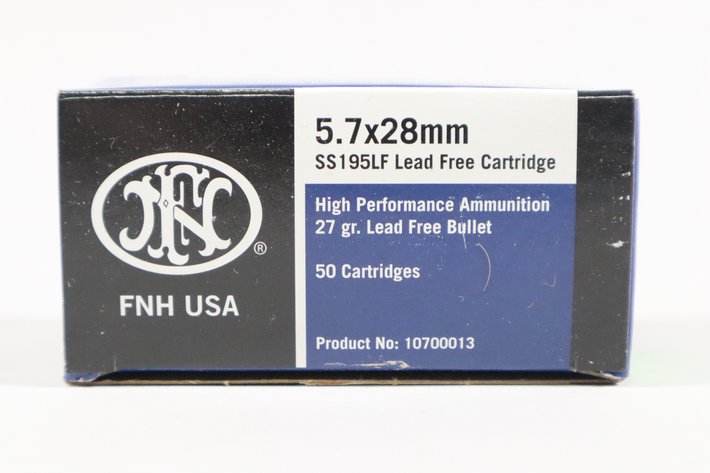 FN
®
FNH USA
5.7x28mm
SS195LF Lead Free Cartridge
High Performance Ammunition
27 gr. Lead Free Bullet
50 Cartridges
Product No: 10700013